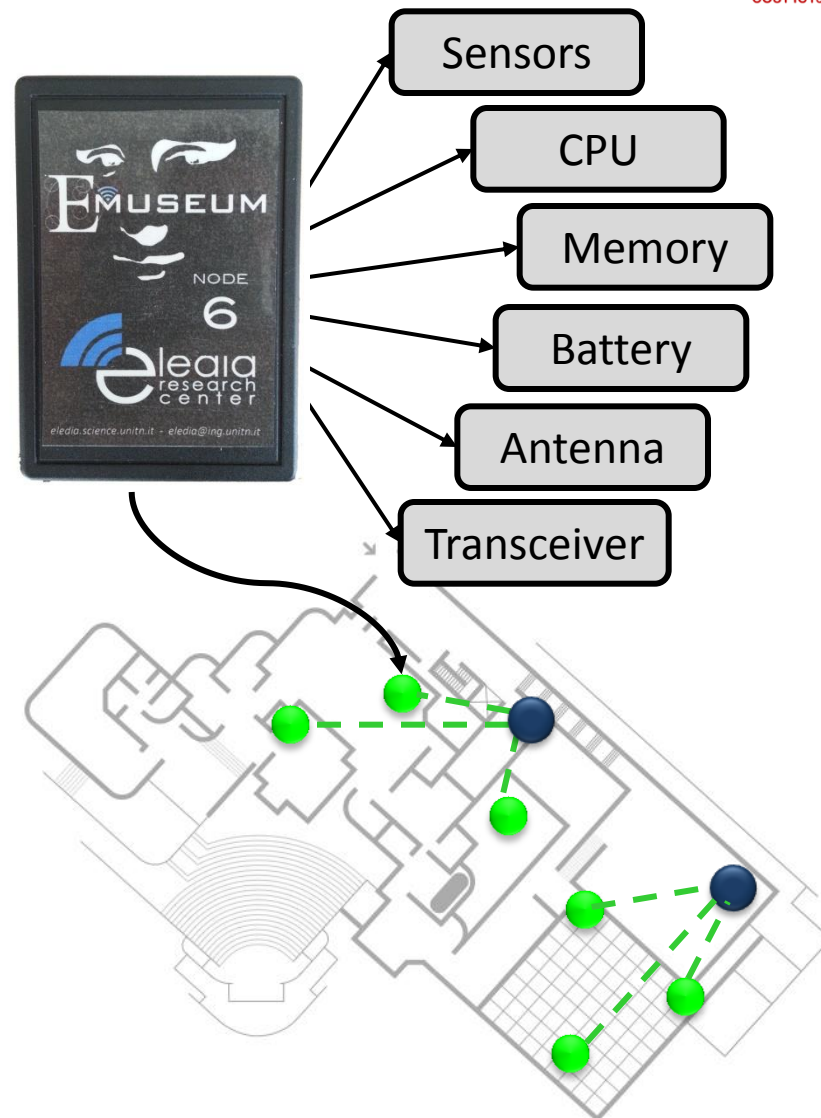 Sensors
CPU
Memory
Battery
Antenna
Transceiver
EMUSEUM
NODE
6
eledia
research
center
eledia.science.unitn.it - eledia@ing.unitn.it